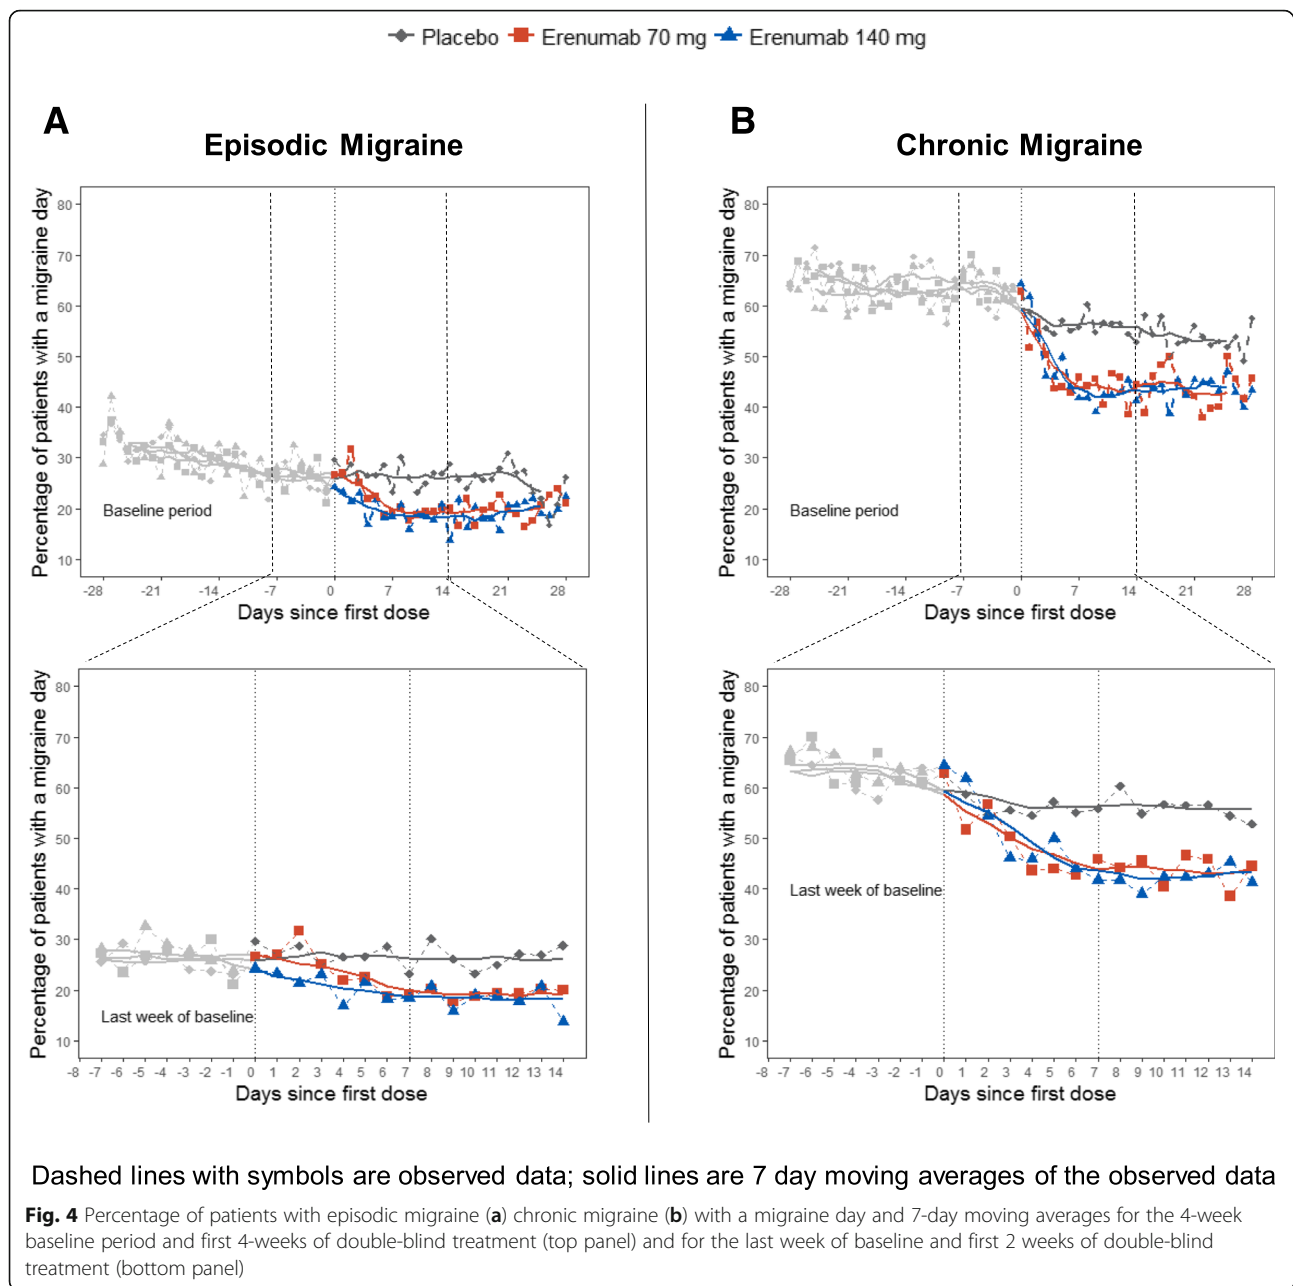 Placebo Erenumab 70 mg Erenumab 140 mg
A
Episodic Migraine
Percentage of patients with a migraine day
80
70
60
50
40
30
20
10
Baseline period
-28 -21 -14 -7 0 7 14 21 28
Days since first dose
Percentage of patients with a migraine day
80
70
60
50
40
30
20
10
Last week of baseline
-8 -7 -6 -5 -4 -3 -2 -1 0 1 2 3 4 5 6 7 8 9 10 11 12 13 14
Days since first dose
B
Chronic Migraine
Percentage of patients with a migraine day
80
70
60
50
40
30
20
10
Baseline period
-28 -21 -14 -7 0 7 14 21 28
Days since first dose
Percentage of patients with a migraine day
80
70
60
50
40
30
20
10
Last week of baseline
-8 -7 -6 -5 -4 -3 -2 -1 0 1 2 3 4 5 6 7 8 9 10 11 12 13 14
Days since first dose
Dashed lines with symbols are observed data; solid lines are 7 day moving averages of the observed data
Fig. 4 Percentage of patients with episodic migraine (a) chronic migraine (b) with a migraine day and 7-day moving averages for the 4-week
baseline period and first 4-weeks of double-blind treatment (top panel) and for the last week of baseline and first 2 weeks of double-blind
treatment (bottom panel)